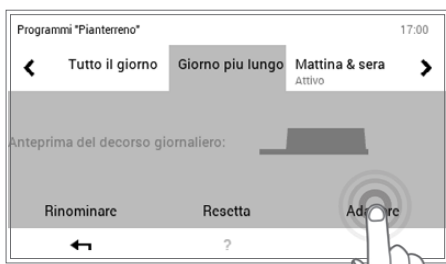 Programmi "Pianterreno" 17:00
Tutto il giorno Giorno piu lungo Mattina & sera
Attivo
Anteprima del decorso giornaliero:
Rinominare Resetta
?